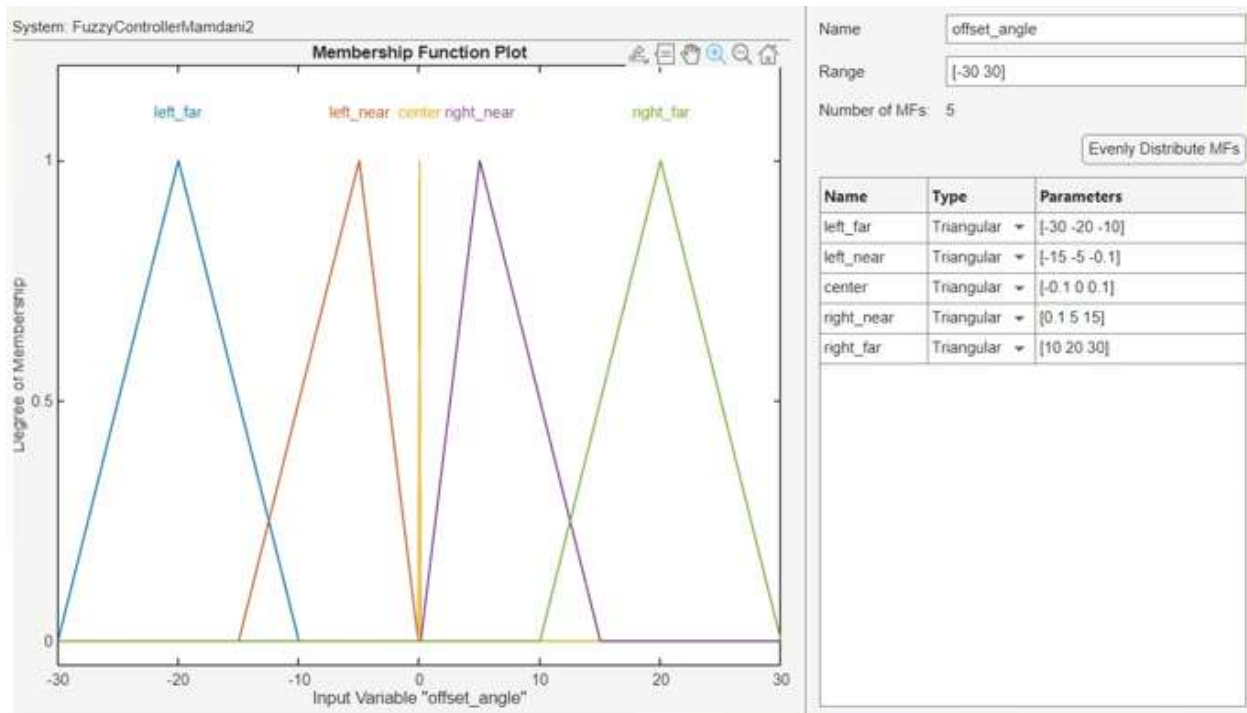 System: FuzzyControllerMamdani2
Membership Function Plot
left_far left_near center right_near right_far
1
0.5
0
Degree of Membership
-30 -20 -10 0 10 20 30
Input Variable "offset_angle"
Name offset_angle
Range [-30 30]
Number of MFs: 5
Evenly Distribute MFs
Name Type Parameters
left_far Triangular [-30 -20 -10]
left_near Triangular [-15 -5 -0.1]
center Triangular [-0.1 0 0.1]
right_near Triangular [0.1 5 15]
right_far Triangular [10 20 30]